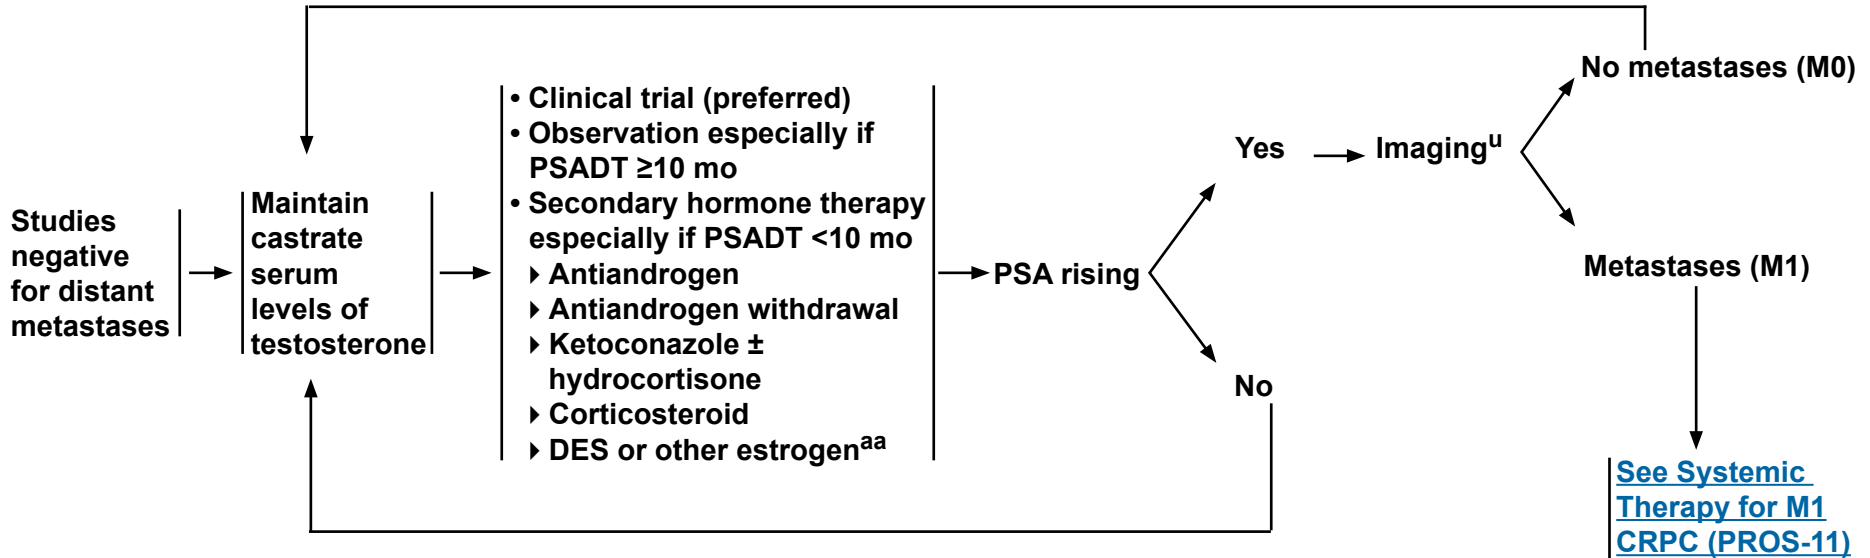 Studies
negative
for distant
metastases
Maintain
castrate
serum
levels of
testosterone
• Clinical trial (preferred)
• Observation especially if
PSADT ≥10 mo
• Secondary hormone therapy
especially if PSADT <10 mo
▸ Antiandrogen
▸ Antiandrogen withdrawal
▸ Ketoconazole ±
hydrocortisone
▸ Corticosteroid
▸ DES or other estrogenaa
PSA rising
Yes
Imagingu
No metastases (M0)
Metastases (M1)
See Systemic
Therapy for M1
CRPC (PROS-11)
No